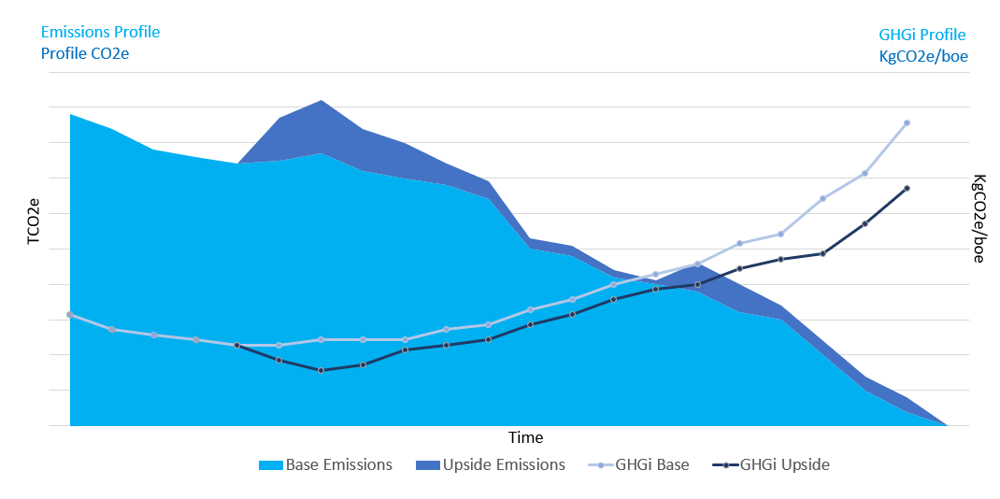 Emissions Profile
Profile CO2e
GHGi Profile
KgCO2e/boe
TCO2e
KgCO2e/boe
Time
Base Emissions
Upside Emissions
GHGi Base
GHGi Upside